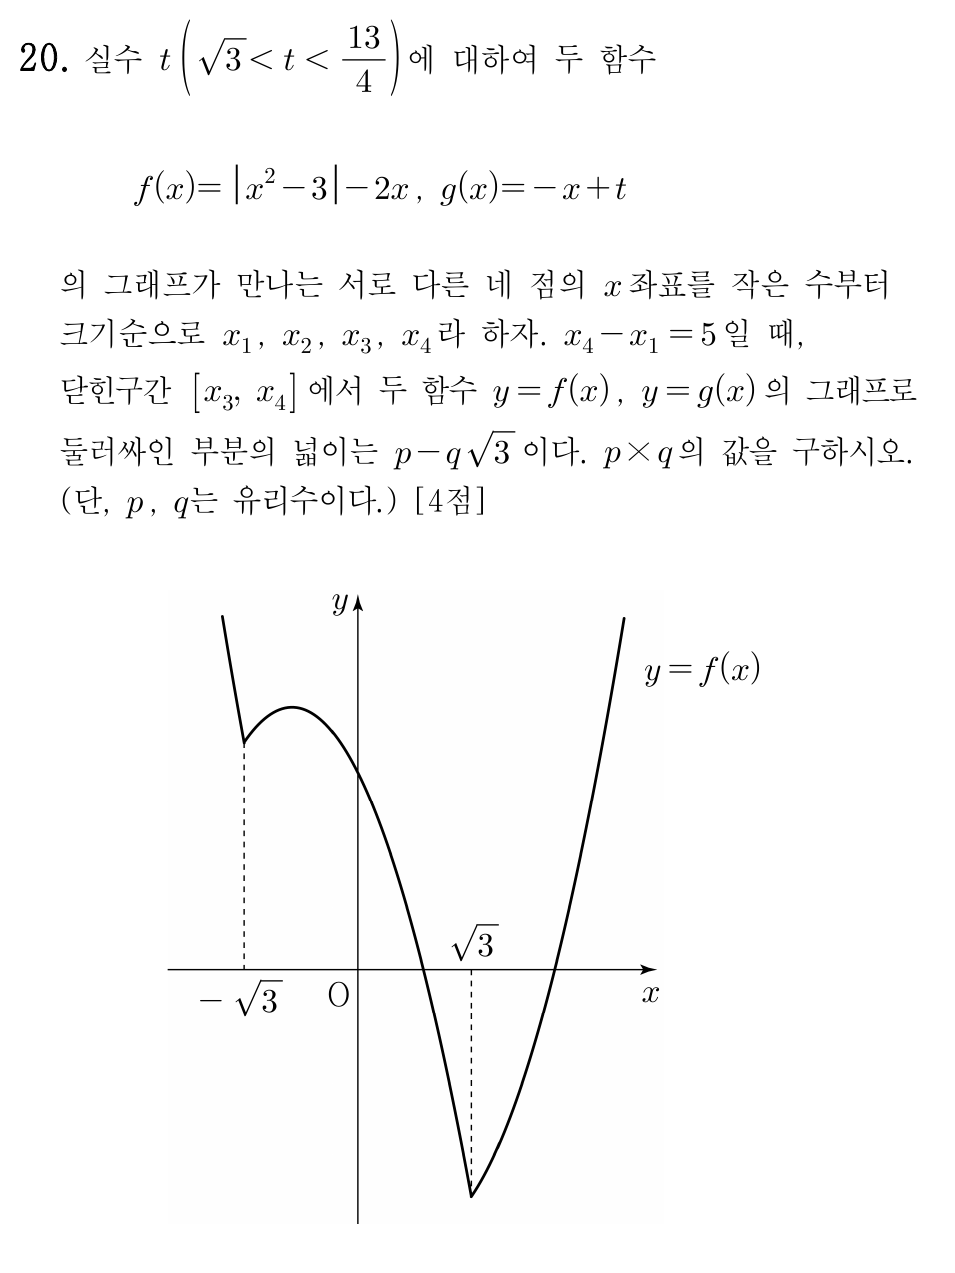 20. 실수 t(√3 < t < 13/4)에 대하여 두 함수
f(x)=|x²-3|-2x, g(x)=-x+t
의 그래프가 만나는 서로 다른 네 점의 x좌표를 작은 수부터
크기순으로 x₁, x₂, x₃, x₄라 하자. x₄-x₁=5일 때,
닫힌구간 [x₃, x₄]에서 두 함수 y=f(x), y=g(x)의 그래프로
둘러싸인 부분의 넓이는 p-q√3이다. p×q의 값을 구하시오.
(단, p, q는 유리수이다.) [4점]
y
y=f(x)
√3
-√3
O
x